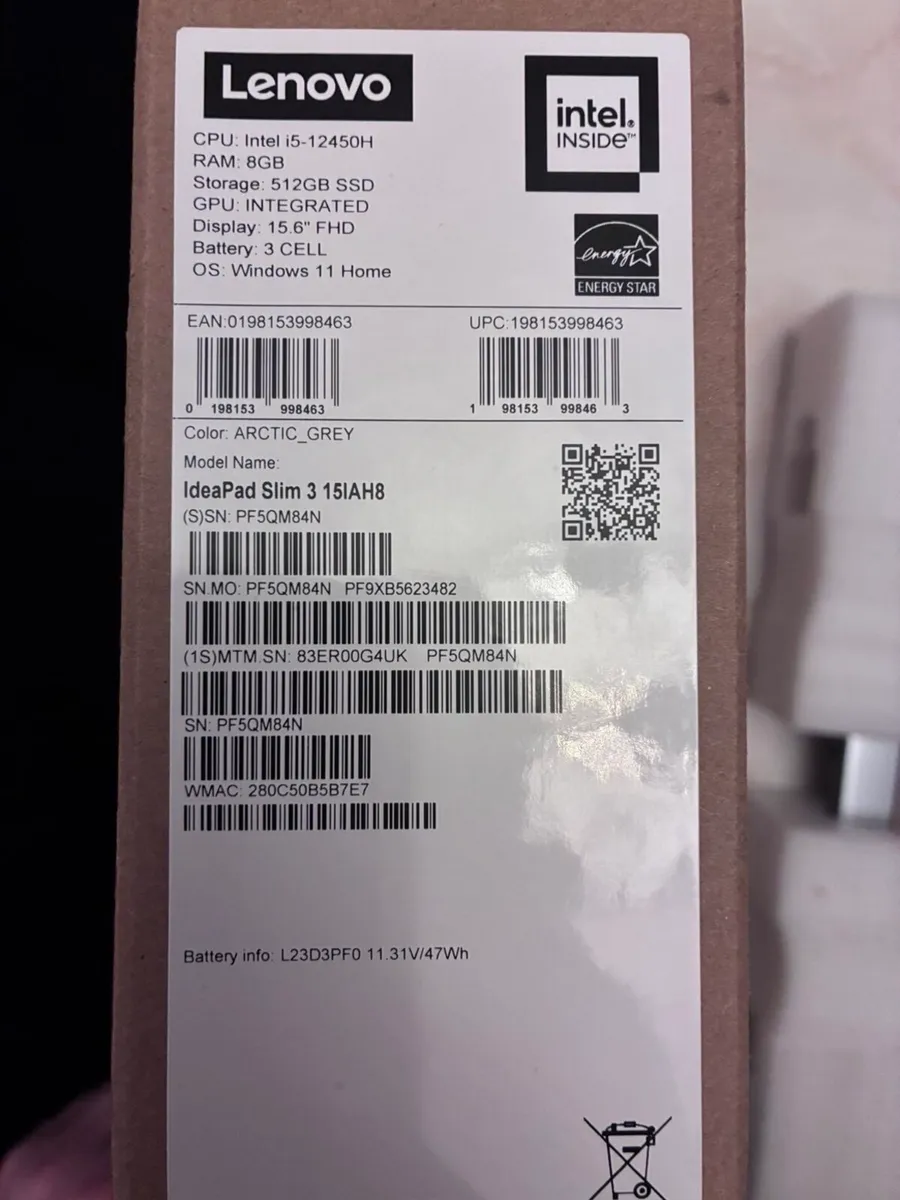 Lenovo
intel®
INSIDE™
CPU: Intel i5-12450H
RAM: 8GB
Storage: 512GB SSD
GPU: INTEGRATED
Display: 15.6" FHD
Battery: 3 CELL
OS: Windows 11 Home
energy
ENERGY STAR
EAN:0198153998463
UPC:198153998463
0 198153 998463
1 98153 99846 3
Color: ARCTIC_GREY
Model Name:
IdeaPad Slim 3 15IAH8
(S)SN: PF5QM84N
SN.MO: PF5QM84N PF9XB5623482
(1S)MTM.SN: 83ER00G4UK PF5QM84N
SN: PF5QM84N
WMAC: 280C50B5B7E7
Battery info: L23D3PF0 11.31V/47Wh